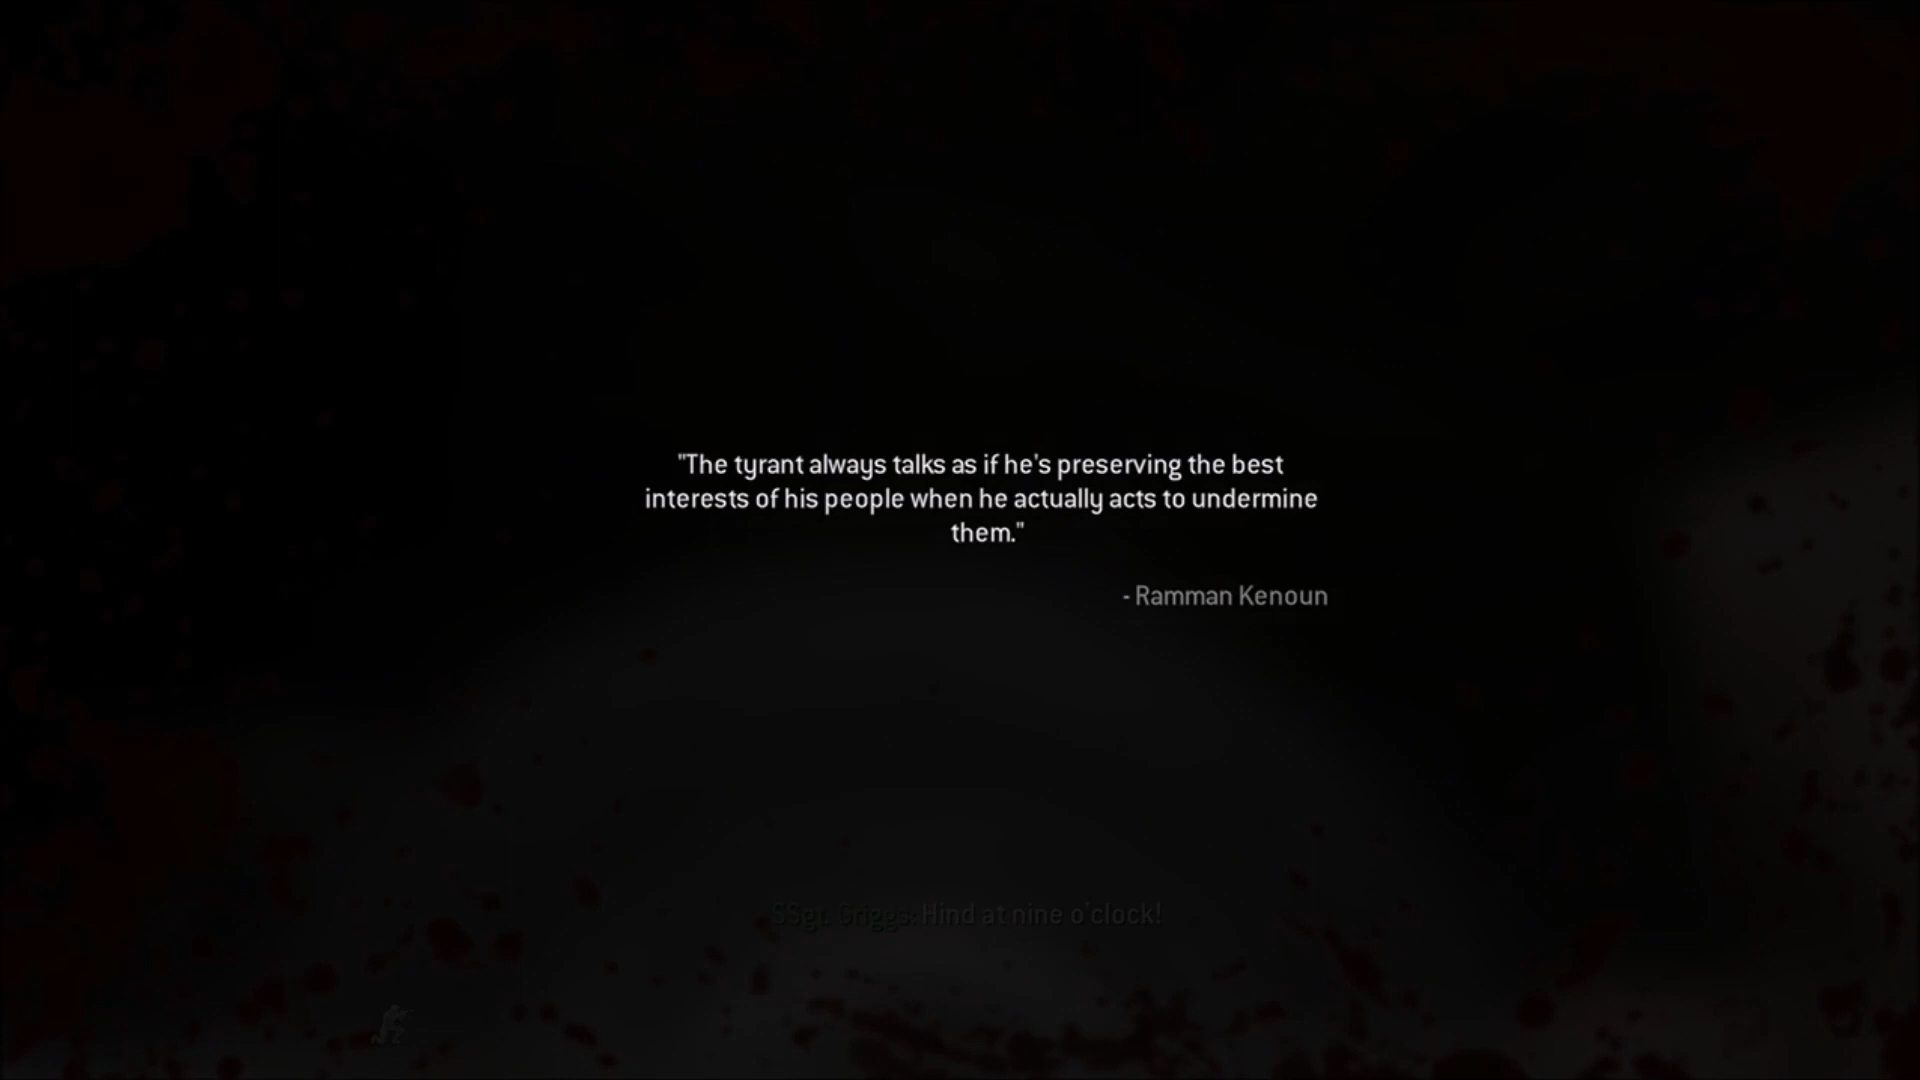 "The tyrant always talks as if he's preserving the best
interests of his people when he actually acts to undermine
them."
- Ramman Kenoun
SSgt. Griggs: Hind at nine o'clock!